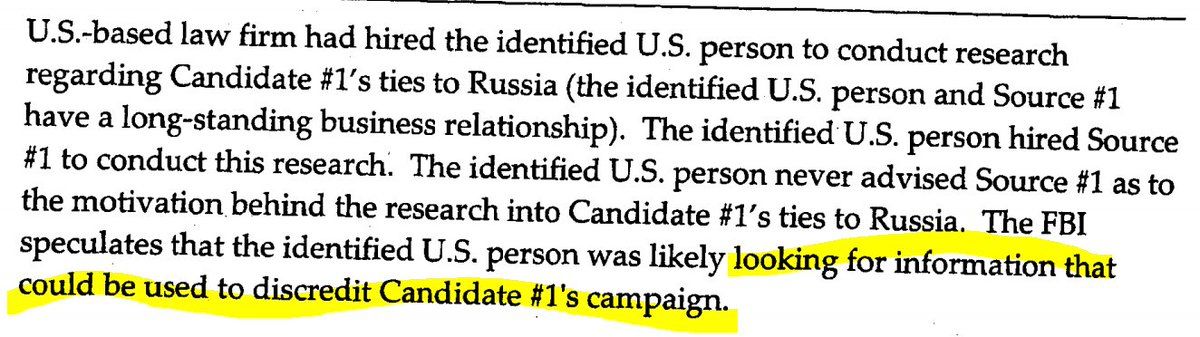 U.S.-based law firm had hired the identified U.S. person to conduct research
regarding Candidate #1's ties to Russia (the identified U.S. person and Source #1
have a long-standing business relationship). The identified U.S. person hired Source
#1 to conduct this research. The identified U.S. person never advised Source #1 as to
the motivation behind the research into Candidate #1's ties to Russia. The FBI
speculates that the identified U.S. person was likely looking for information that
could be used to discredit Candidate #1's campaign.